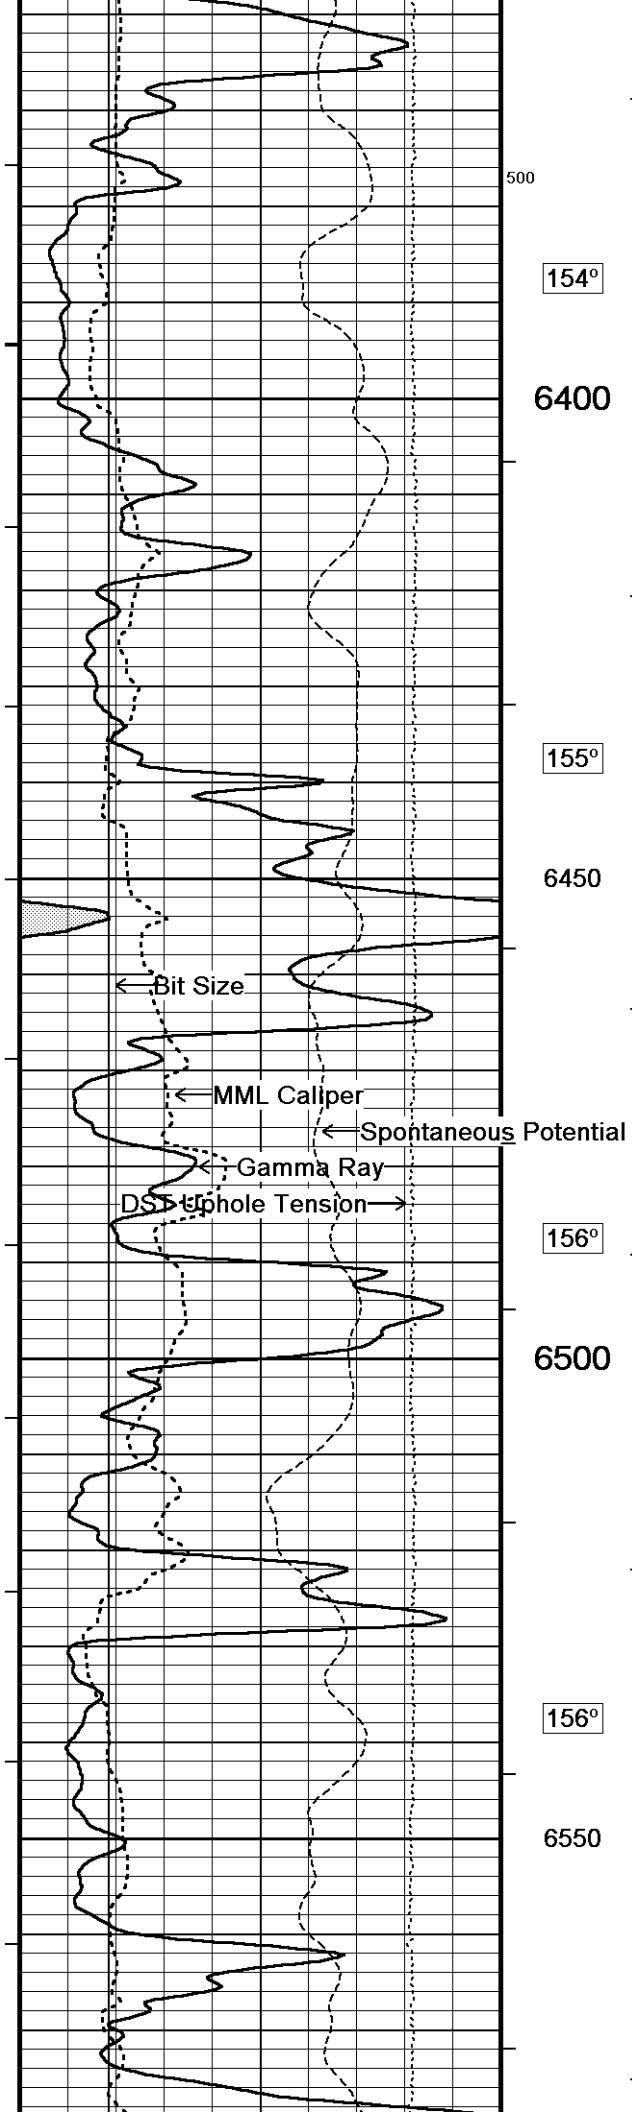 500
154°
6400
155°
6450
Bit Size
MML Caliper
Spontaneous Potential
Gamma Ray
DST Uphole Tension
156°
6500
156°
6550